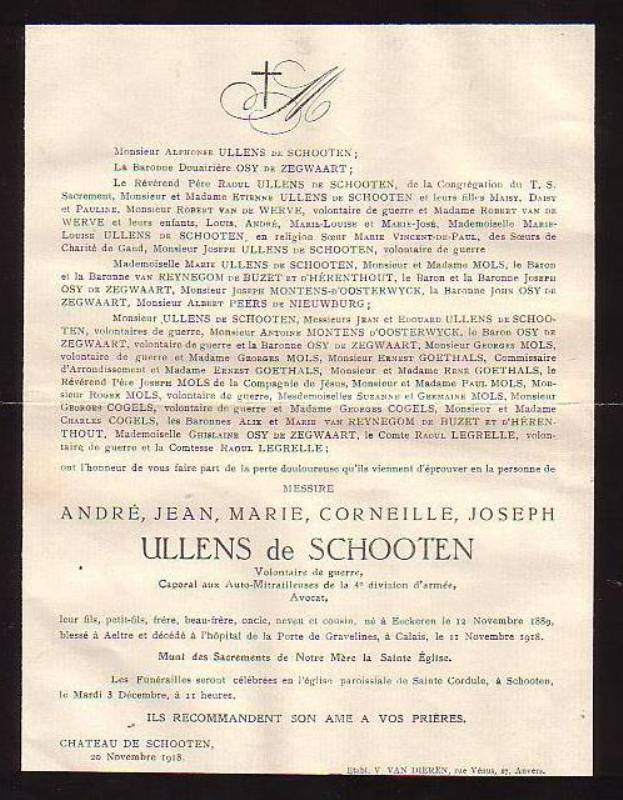 M
Monsieur Alphonse ULLENS de SCHOOTEN;
La Baronne Douairière OSY de ZEGWAART;
Le Révérend Père Raoul ULLENS de SCHOOTEN, de la Congrégation du T. S.
Sacrement, Monsieur et Madame Etienne ULLENS de SCHOOTEN et leurs filles Maisy, Daisy
et Pauline, Monsieur Robert van de WERVE, volontaire de guerre et Madame Robert van de
WERVE et leurs enfants, Louis, André, Maria-Louise et Marie-José, Mademoiselle Marie-
Louise ULLENS de SCHOOTEN, en religion Sœur Marie Vincent-de-Paul, des Sœurs de
Charité de Gand, Monsieur Joseph ULLENS de SCHOOTEN, volontaire de guerre
Mademoiselle Marie ULLENS de SCHOOTEN, Monsieur et Madame MOLS, le Baron
et la Baronne van REYNEGOM de BUZET et d'HÉRENTHOUT, le Baron et la Baronne Joseph
OSY de ZEGWAART, Monsieur Joseph MONTENS-D'OOSTERWYCK, la Baronne John OSY de
ZEGWAART, Monsieur Albert PEERS de NIEUWBURG;
Monsieur ULLENS de SCHOOTEN, Messieurs Jean et Edouard ULLENS de SCHOO-
TEN, volontaires de guerre, Monsieur Antoine MONTENS d'OOSTERWYCK, le Baron OSY de
ZEGWAART, volontaire de guerre et la Baronne OSY de ZEGWAART, Monsieur Georges MOLS,
volontaire de guerre et Madame Georges MOLS, Monsieur Ernest GOETHALS, Commissaire
d'Arrondissement et Madame Ernest GOETHALS, Monsieur et Madame René GOETHALS, le
Révérend Père Joseph MOLS de la Compagnie de Jésus, Monsieur et Madame Paul MOLS, Mon-
sieur Roger MOLS, volontaire de guerre, Mesdemoiselles Suzanne et Germaine MOLS, Monsieur
Georges COGELS, volontaire de guerre et Madame Georges COGELS, Monsieur et Madame
Charles COGELS, les Baronnes Alix et Marie van REYNEGOM de BUZET et d'HÉREN-
THOUT, Mademoiselle Ghislaine OSY de ZEGWAART, le Comte Raoul LEGRELLE, volon-
taire de guerre et la Comtesse Raoul LEGRELLE;
ont l'honneur de vous faire part de la perte douloureuse qu'ils viennent d'éprouver en la personne de
MESSIRE
ANDRÉ, JEAN, MARIE, CORNEILLE, JOSEPH
ULLENS de SCHOOTEN
Volontaire de guerre,
Caporal aux Auto-Mitrailleuses de la 4e division d'armée,
Avocat,
leur fils, petit-fils, frère, beau-frère, oncle, neveu et cousin, né à Eeckeren le 12 Novembre 1889,
blessé à Aeltre et décédé à l'hôpital de la Porte de Gravelines, à Calais, le 11 Novembre 1918.
Muni des Sacrements de Notre Mère la Sainte Église.
Les Funérailles seront célébrées en l'église paroissiale de Sainte Cordule, à Schooten,
le Mardi 3 Décembre, à 11 heures.
ILS RECOMMANDENT SON AME A VOS PRIÈRES.
CHATEAU DE SCHOOTEN,
20 Novembre 1918.
Etabl. V. VAN DIEREN, rue Vénus, 27, Anvers.